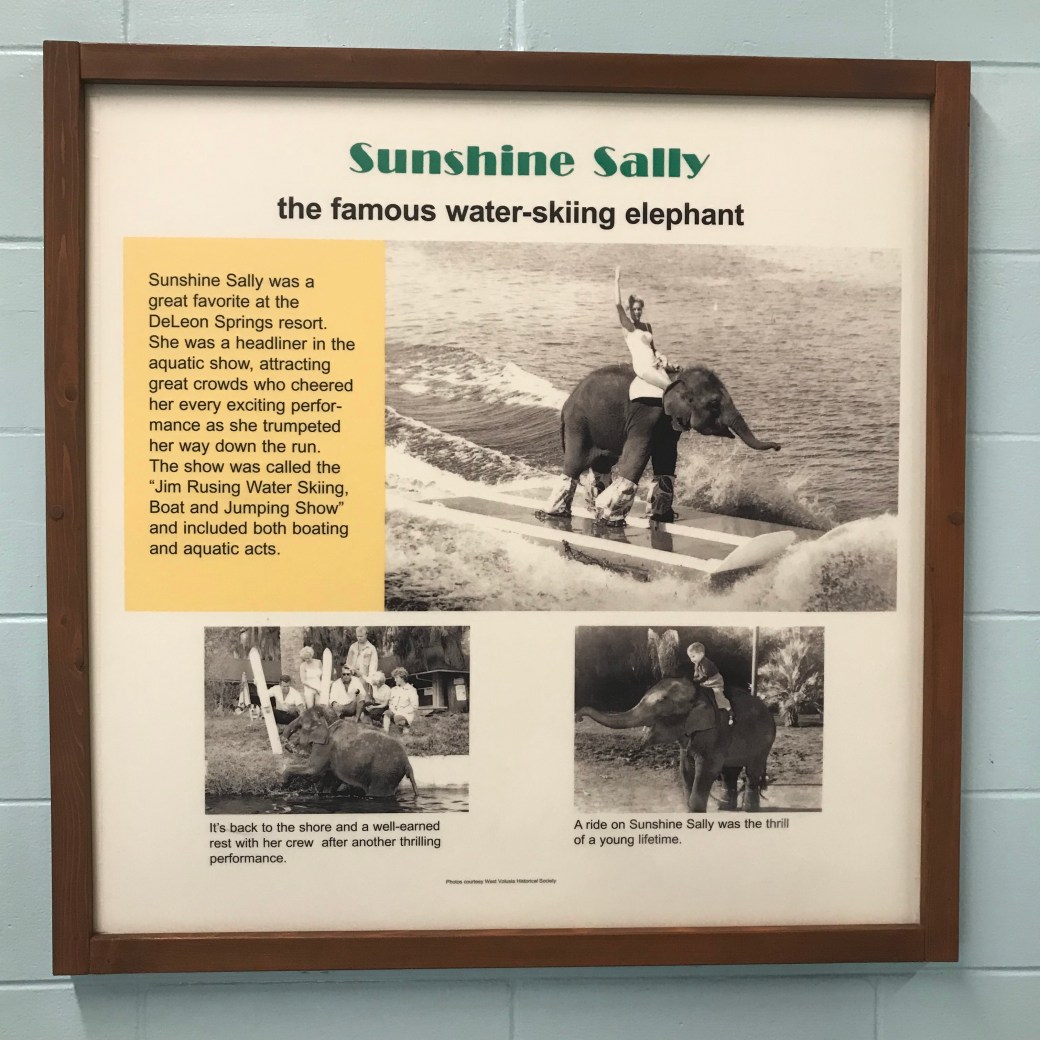 Sunshine Sally
the famous water-skiing elephant
Sunshine Sally was a
great favorite at the
DeLeon Springs resort.
She was a headliner in the
aquatic show, attracting
great crowds who cheered
her every exciting perfor-
mance as she trumpeted
her way down the run.
The show was called the
“Jim Rusing Water Skiing,
Boat and Jumping Show”
and included both boating
and aquatic acts.
It's back to the shore and a well-earned
rest with her crew  after another thrilling
performance.
A ride on Sunshine Sally was the thrill
of a young lifetime.
Photos courtesy West Volusia Historical Society